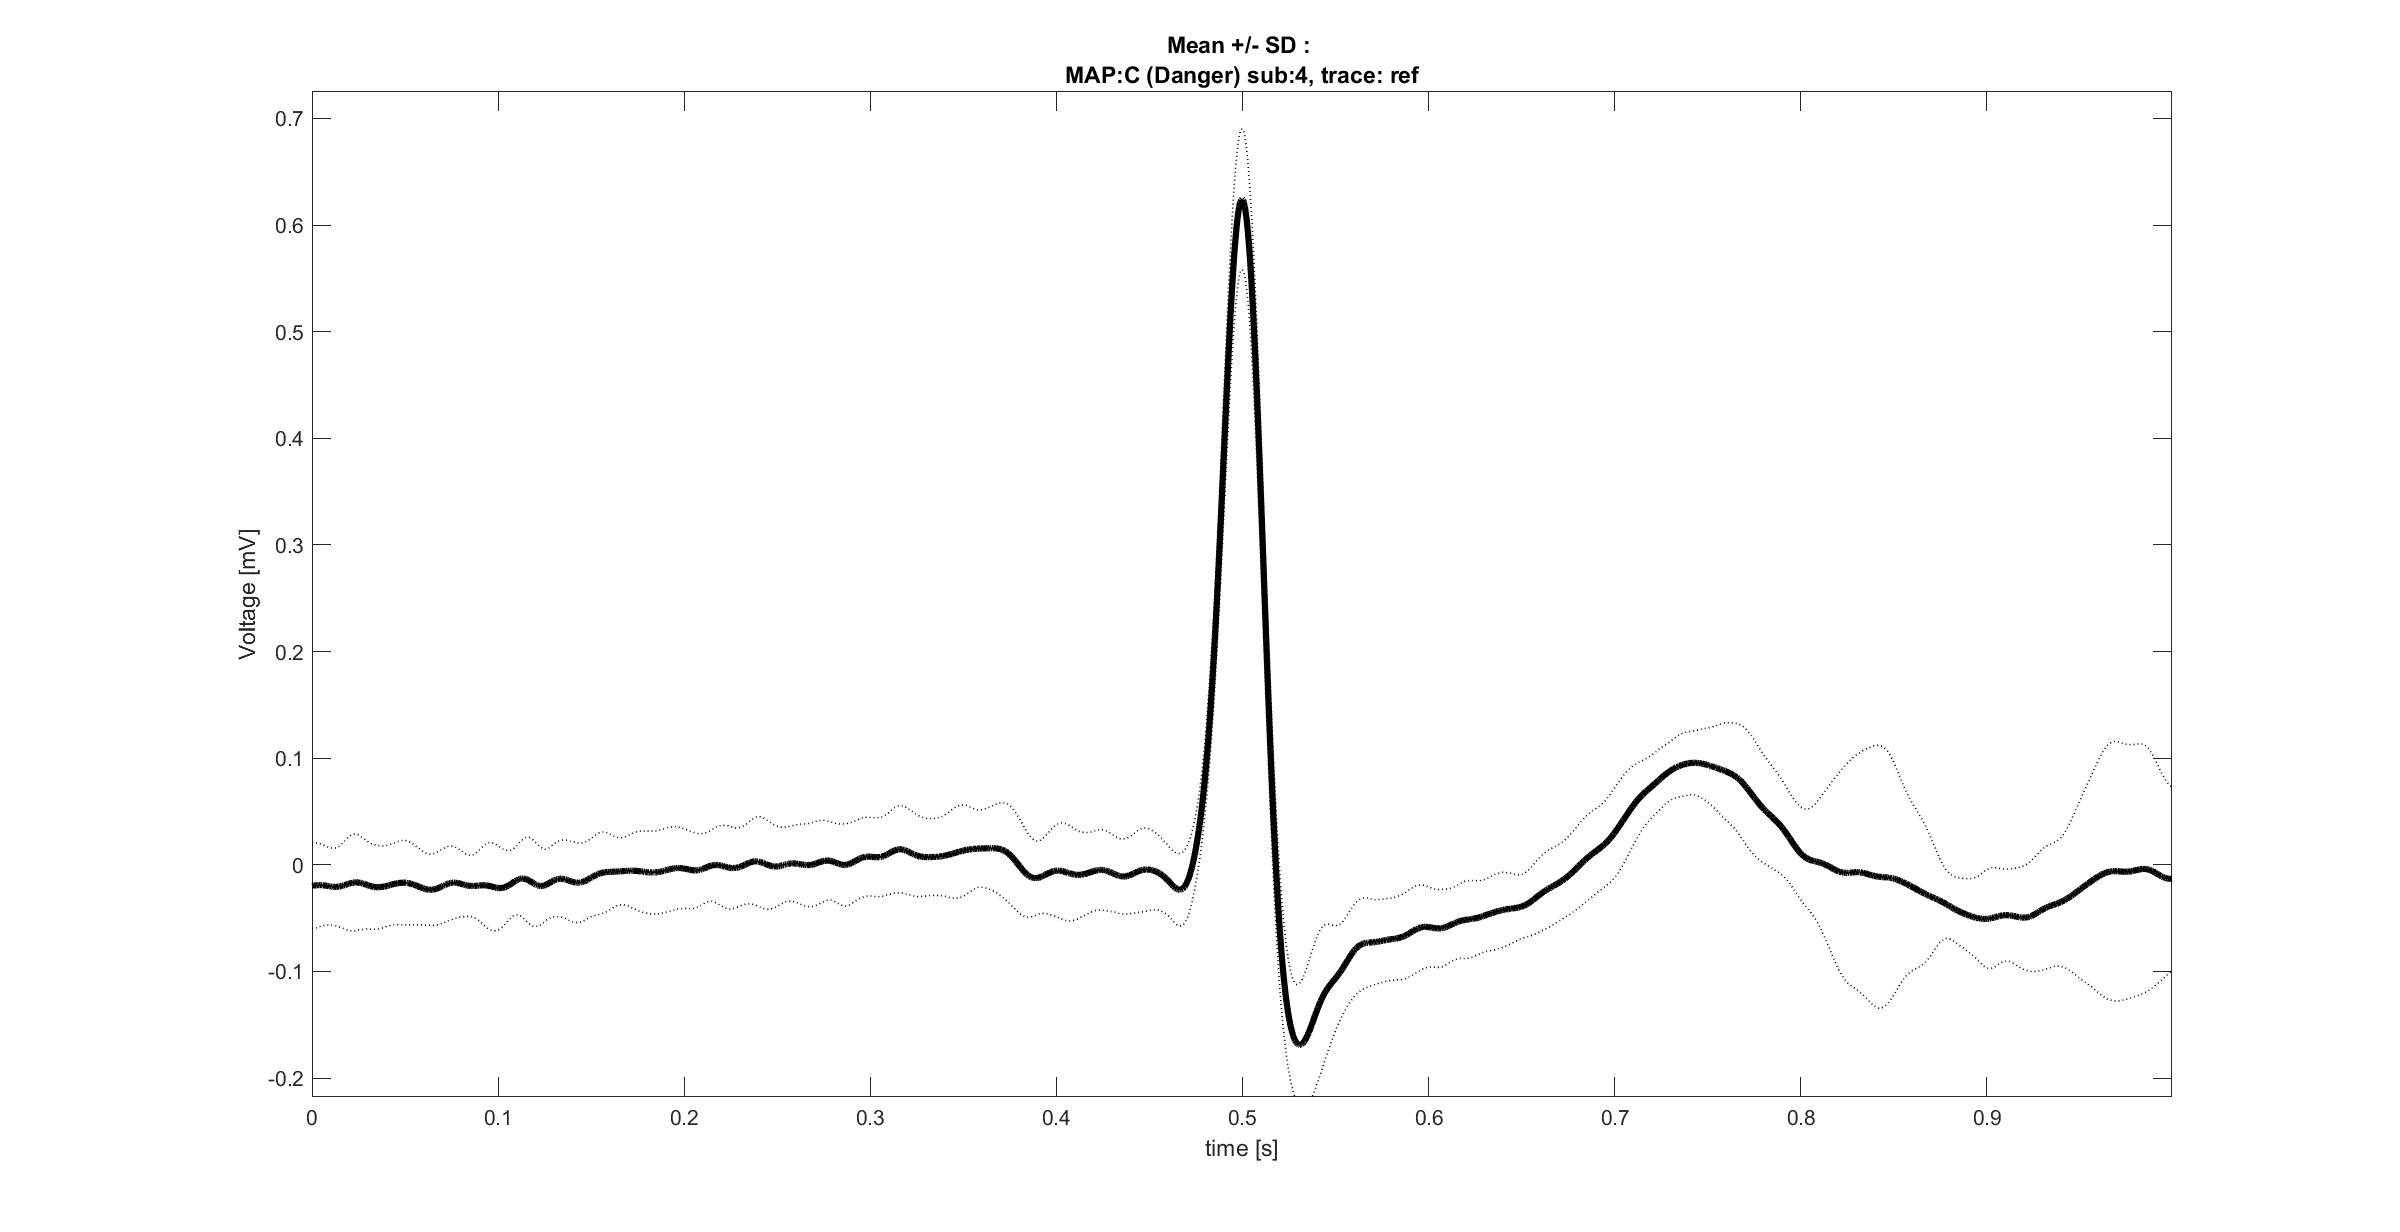 Mean +/- SD :
MAP:C (Danger) sub:4, trace: ref
Voltage [mV]
0.7
0.6
0.5
0.4
0.3
0.2
0.1
0
-0.1
-0.2
0 0.1 0.2 0.3 0.4 0.5 0.6 0.7 0.8 0.9
time [s]